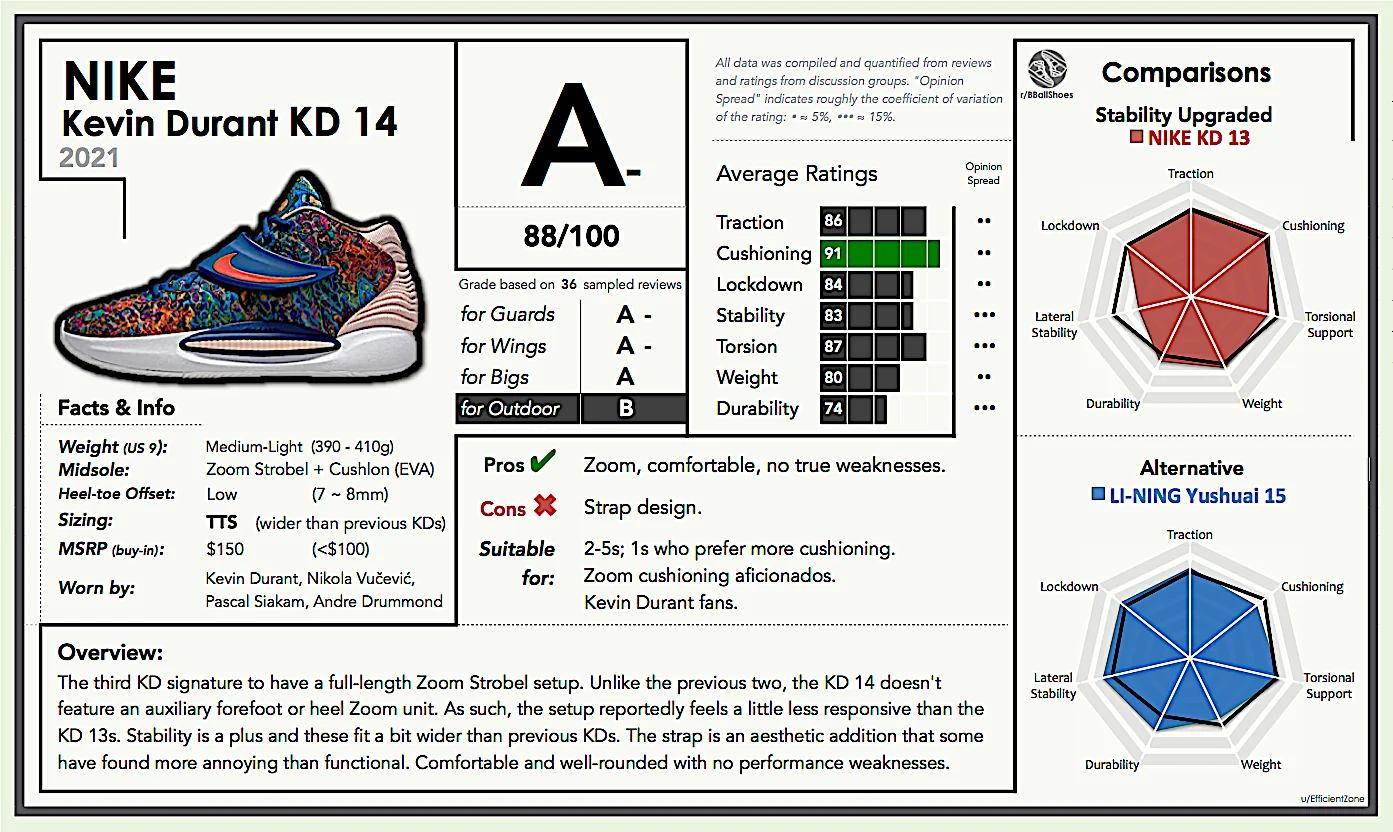 NIKE
Kevin Durant KD 14
2021
A-
88/100
Grade based on 36 sampled reviews
for Guards A -
for Wings A -
for Bigs A
for Outdoor B
All data was compiled and quantified from reviews
and ratings from discussion groups. "Opinion
Spread" indicates roughly the coefficient of variation
of the rating: • ≈ 5%, ••• ≈ 15%.
Average Ratings
Opinion
Spread
Traction 86 ••
Cushioning 91 ••
Lockdown 84 ••
Stability 83 •••
Torsion 87 •••
Weight 80 ••
Durability 74 •••
Facts & Info
Weight (US 9): Medium-Light (390 - 410g)
Midsole: Zoom Strobel + Cushlon (EVA)
Heel-toe Offset: Low (7 ~ 8mm)
Sizing: TTS (wider than previous KDs)
MSRP (buy-in): $150 (<$100)
Worn by: Kevin Durant, Nikola Vučević,
Pascal Siakam, Andre Drummond
Pros ✔ Zoom, comfortable, no true weaknesses.
Cons ✖ Strap design.
Suitable
for:
2-5s; 1s who prefer more cushioning.
Zoom cushioning aficionados.
Kevin Durant fans.
Overview:
The third KD signature to have a full-length Zoom Strobel setup. Unlike the previous two, the KD 14 doesn't
feature an auxiliary forefoot or heel Zoom unit. As such, the setup reportedly feels a little less responsive than the
KD 13s. Stability is a plus and these fit a bit wider than previous KDs. The strap is an aesthetic addition that some
have found more annoying than functional. Comfortable and well-rounded with no performance weaknesses.
r/BBallShoes
Comparisons
Stability Upgraded
NIKE KD 13
Traction
Lockdown
Cushioning
Lateral
Stability
Torsional
Support
Durability
Weight
Alternative
LI-NING Yushuai 15
Traction
Lockdown
Cushioning
Lateral
Stability
Torsional
Support
Durability
Weight
u/EfficientZone